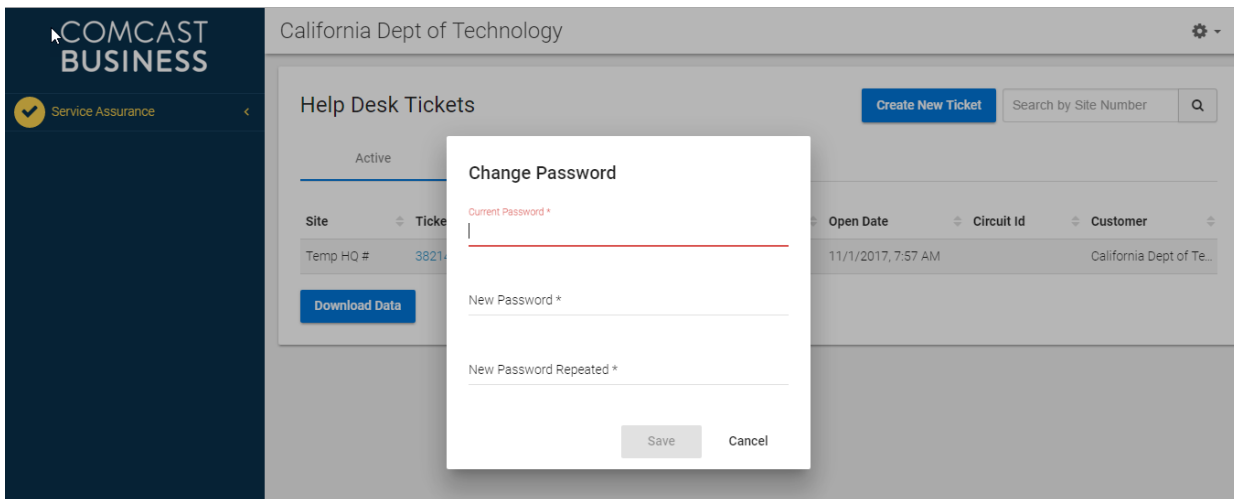 COMCAST
BUSINESS
Service Assurance
California Dept of Technology
Help Desk Tickets
Create New Ticket
Search by Site Number
Active
Change Password
Current Password *
New Password *
New Password Repeated *
Save
Cancel
Site
Open Date
Circuit Id
Customer
Temp HQ #
11/1/2017, 7:57 AM
California Dept of Te...
Download Data